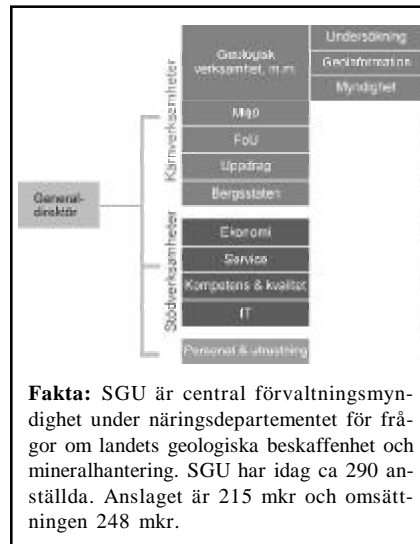 Undersökning
Geologisk
verksamhet, m.m
Geoinformation
Myndighet
Kärnverksamheter
Miljö
FoU
Uppdrag
Bergsstaten
General-
direktör
Stödverksamheter
Ekonomi
Service
Kompetens & kvalitet
IT
Personal & utrustning
Fakta: SGU är central förvaltningsmyn-
dighet under näringsdepartementet för frå-
gor om landets geologiska beskaffenhet och
mineralhantering. SGU har idag ca 290 an-
ställda. Anslaget är 215 mkr och omsätt-
ningen 248 mkr.